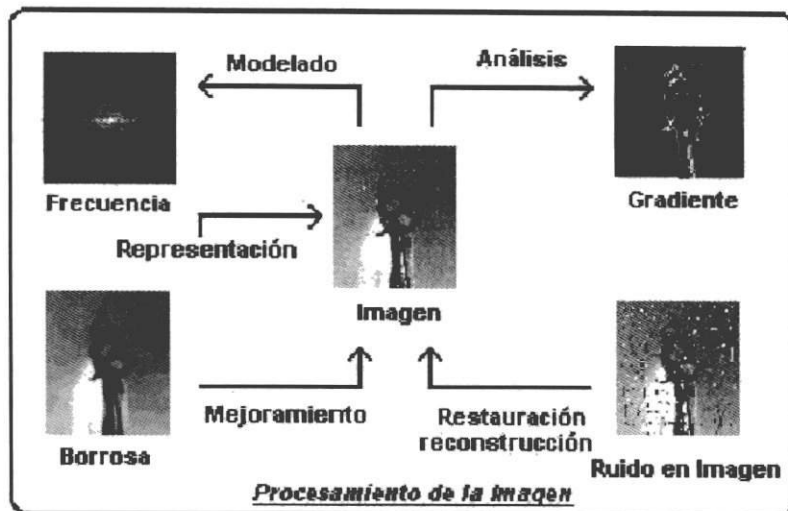 Modelado
Análisis
Frecuencia
Gradiente
Representación
Imagen
Mejoramiento
Restauración
reconstrucción
Borrosa
Ruido en Imagen
Procesamiento de la imagen